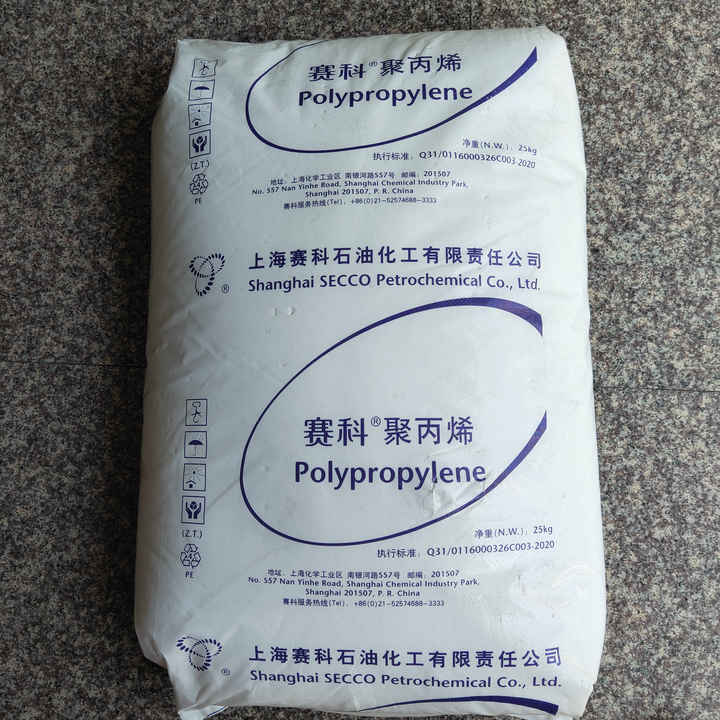 赛科®聚丙烯
Polypropylene
净重(N.W.)：25kg
执行标准：Q31/0116000326C003-2020
地址：上海化学工业区 南银河路557号 邮编：201507
No. 557 Nan Yinhe Road, Shanghai Chemical Industry Park,
Shanghai 201507, P. R. China
赛科服务热线(Tel)：+86(0)21-52574688-3333
(Z.T.)
PE
上海赛科石油化工有限责任公司
®
Shanghai SECCO Petrochemical Co., Ltd.
赛科®聚丙烯
Polypropylene
净重(N.W.)：25kg
执行标准：Q31/0116000326C003-2020
(Z.T.)
PE
地址：上海化学工业区 南银河路557号 邮编：201507
No. 557 Nan Yinhe Road, Shanghai Chemical Industry Park,
Shanghai 201507, P. R. China
赛科服务热线(Tel)：+86(0)21-52574688-3333
上海赛科石油化工有限责任公司
®
Shanghai SECCO Petrochemical Co., Ltd.